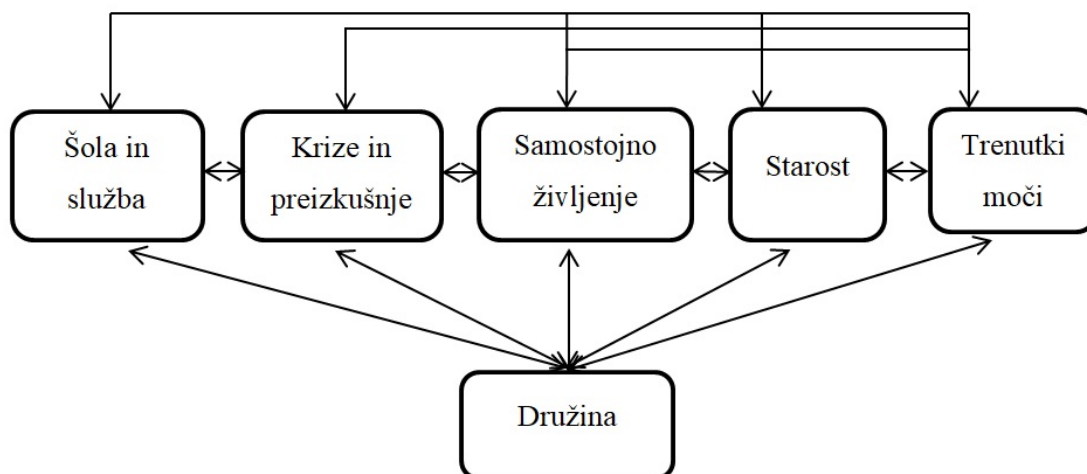 Šola in
služba
Krize in
preizkušnje
Samostojno
življenje
Starost
Trenutki
moči
Družina